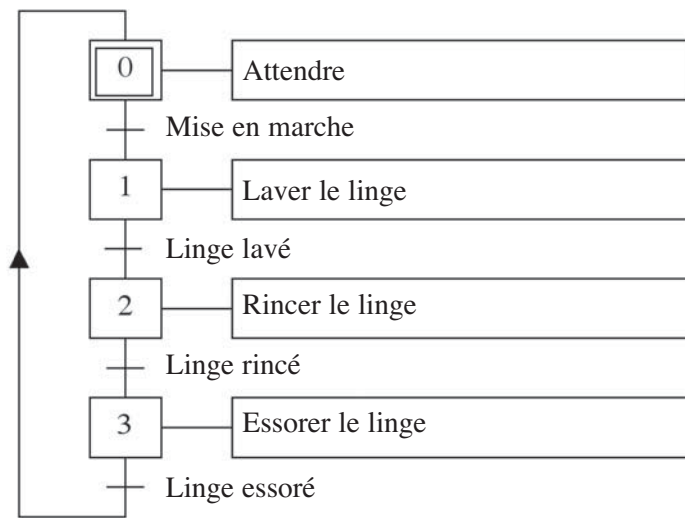 0 Attendre
Mise en marche
1 Laver le linge
Linge lavé
2 Rincer le linge
Linge rincé
3 Essorer le linge
Linge essoré